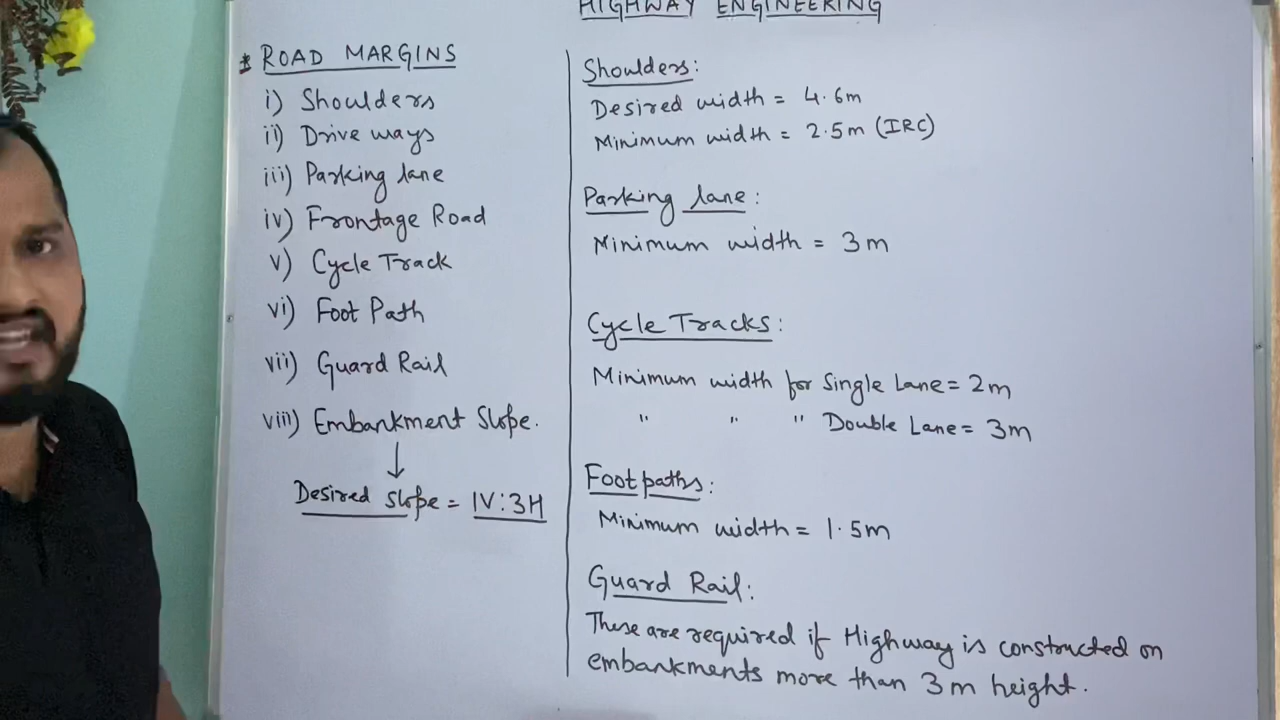 HIGHWAY ENGINEERING
* ROAD MARGINS
i) Shoulders
ii) Drive ways
iii) Parking lane
iv) Frontage Road
v) Cycle Track
vi) Foot Path
vii) Guard Rail
viii) Embankment Slope.
↓
Desired slope = 1V:3H
Shoulders:
Desired width = 4.6m
Minimum width = 2.5m (IRC)
Parking lane:
Minimum width = 3m
Cycle Tracks:
Minimum width for Single Lane = 2m
" " " Double Lane = 3m
Foot paths:
Minimum width = 1.5m
Guard Rail:
These are required if Highway is constructed on
embankments more than 3m height.